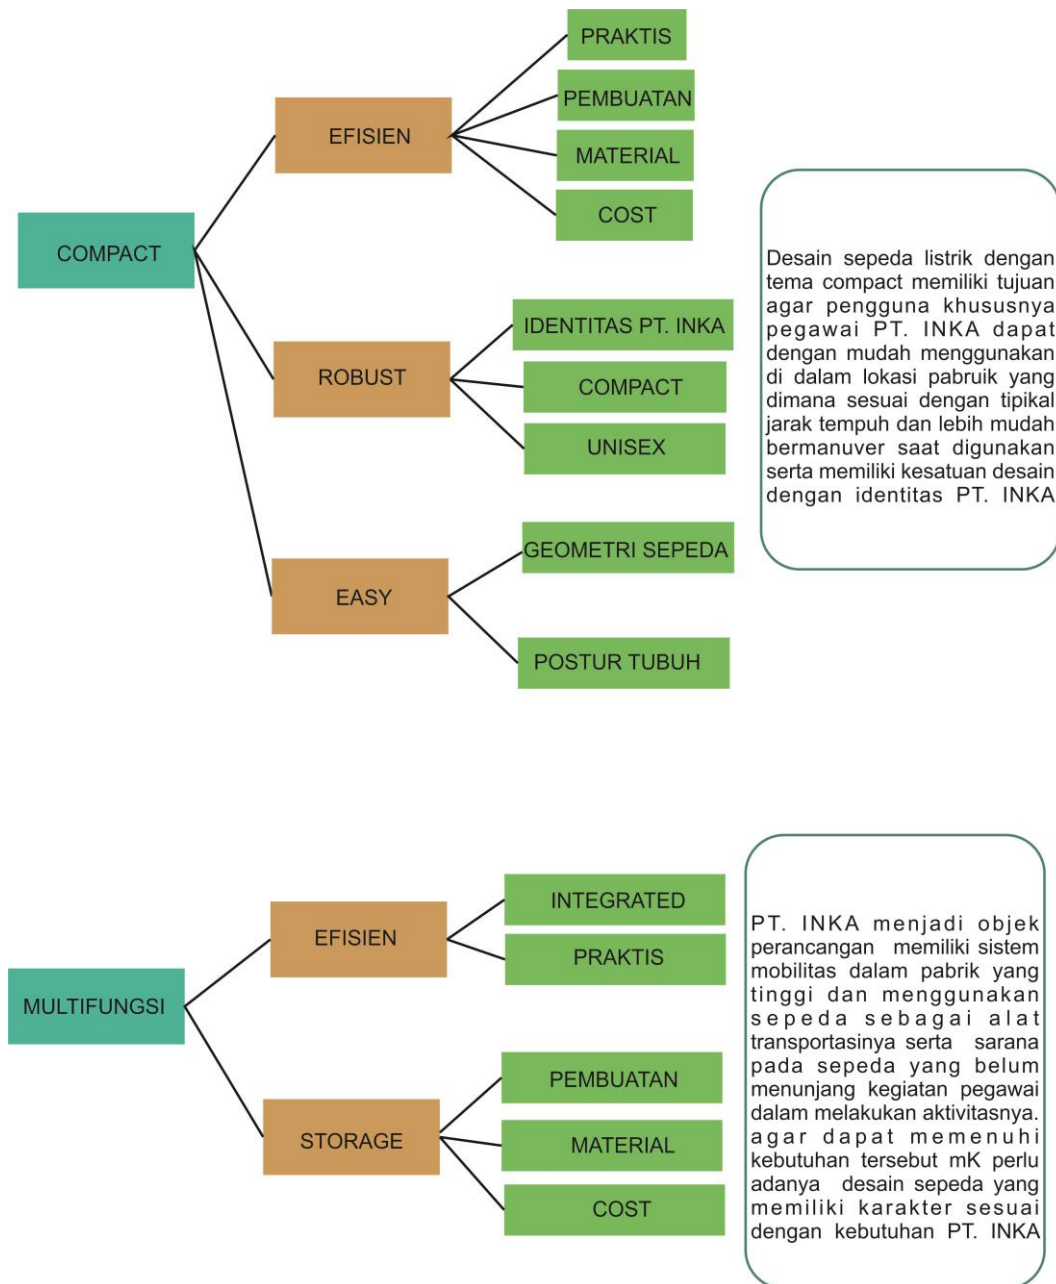 PRAKTIS
PEMBUATAN
EFISIEN
MATERIAL
COST
COMPACT
IDENTITAS PT. INKA
ROBUST
COMPACT
UNISEX
GEOMETRI SEPEDA
EASY
POSTUR TUBUH
Desain sepeda listrik dengan
tema compact memiliki tujuan
agar pengguna khususnya
pegawai PT. INKA dapat
dengan mudah menggunakan
di dalam lokasi pabruik yang
dimana sesuai dengan tipikal
jarak tempuh dan lebih mudah
bermanuver saat digunakan
serta memiliki kesatuan desain
dengan identitas PT. INKA
INTEGRATED
EFISIEN
PRAKTIS
MULTIFUNGSI
PEMBUATAN
STORAGE
MATERIAL
COST
PT. INKA menjadi objek
perancangan memiliki sistem
mobilitas dalam pabrik yang
tinggi dan menggunakan
sepeda sebagai alat
transportasinya serta sarana
pada sepeda yang belum
menunjang kegiatan pegawai
dalam melakukan aktivitasnya.
agar dapat memenuhi
kebutuhan tersebut mK perlu
adanya desain sepeda yang
memiliki karakter sesuai
dengan kebutuhan PT. INKA